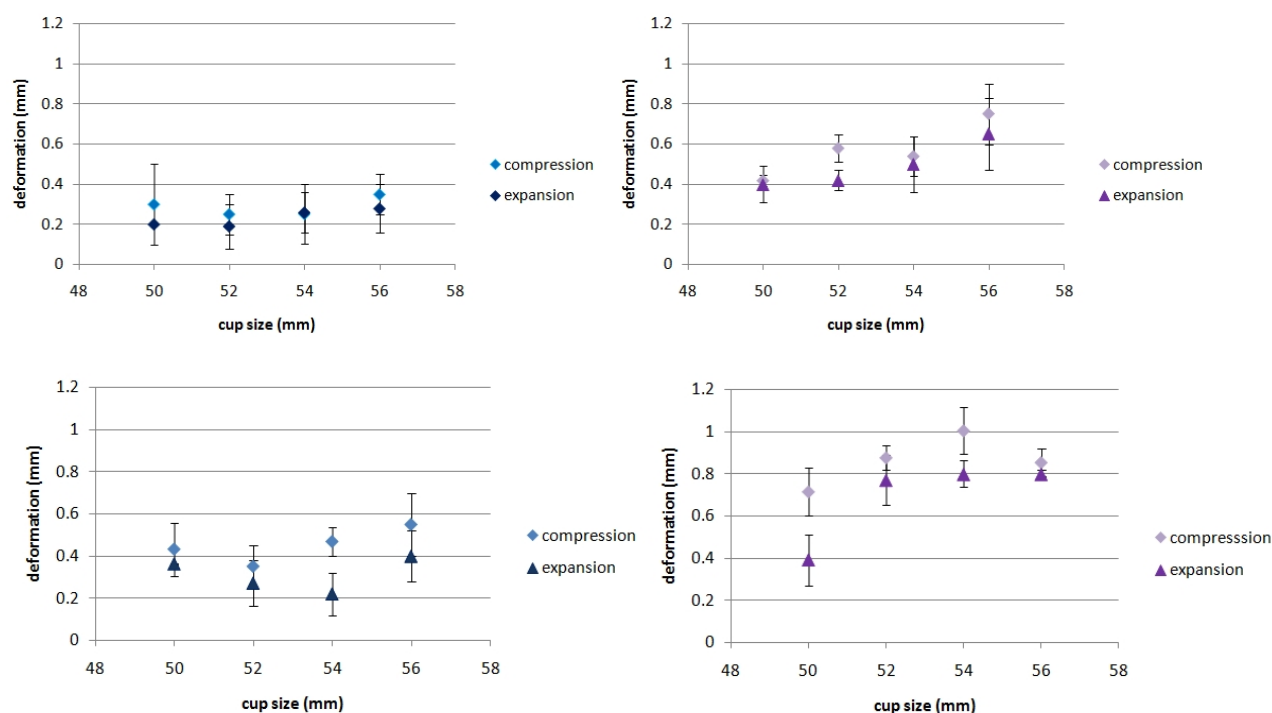 1.2
1
0.8
0.6
0.4
0.2
0
deformation (mm)
48 50 52 54 56 58
cup size (mm)
compression
expansion
1.2
1
0.8
0.6
0.4
0.2
0
deformation (mm)
48 50 52 54 56 58
cup size (mm)
compression
expansion
1.2
1
0.8
0.6
0.4
0.2
0
deformation (mm)
48 50 52 54 56 58
cup size (mm)
compression
expansion
1.2
1
0.8
0.6
0.4
0.2
0
deformation (mm)
48 50 52 54 56 58
cup size (mm)
compresssion
expansion